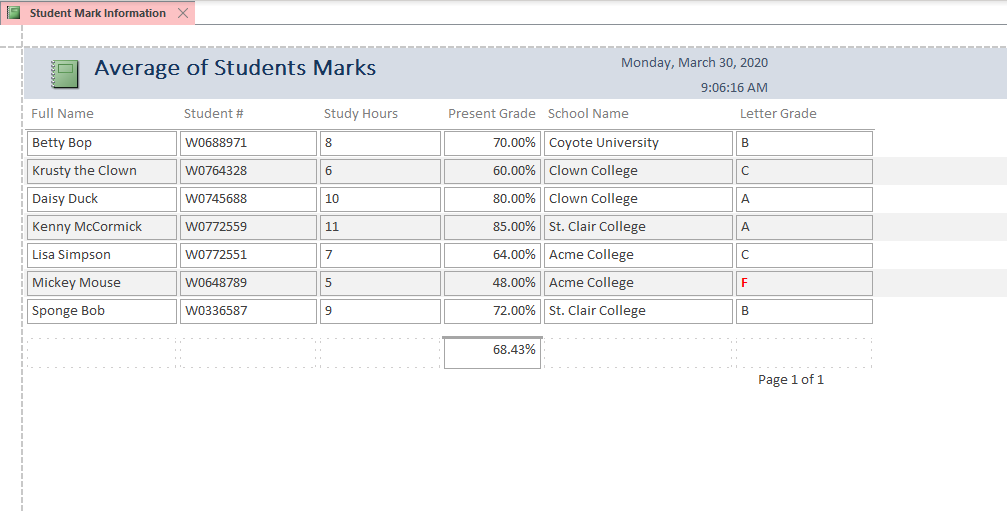 Student Mark Information
Average of Students Marks
Monday, March 30, 2020
9:06:16 AM
Full Name Student # Study Hours Present Grade School Name Letter Grade
Betty Bop W0688971 8 70.00% Coyote University B
Krusty the Clown W0764328 6 60.00% Clown College C
Daisy Duck W0745688 10 80.00% Clown College A
Kenny McCormick W0772559 11 85.00% St. Clair College A
Lisa Simpson W0772551 7 64.00% Acme College C
Mickey Mouse W0648789 5 48.00% Acme College F
Sponge Bob W0336587 9 72.00% St. Clair College B
68.43%
Page 1 of 1